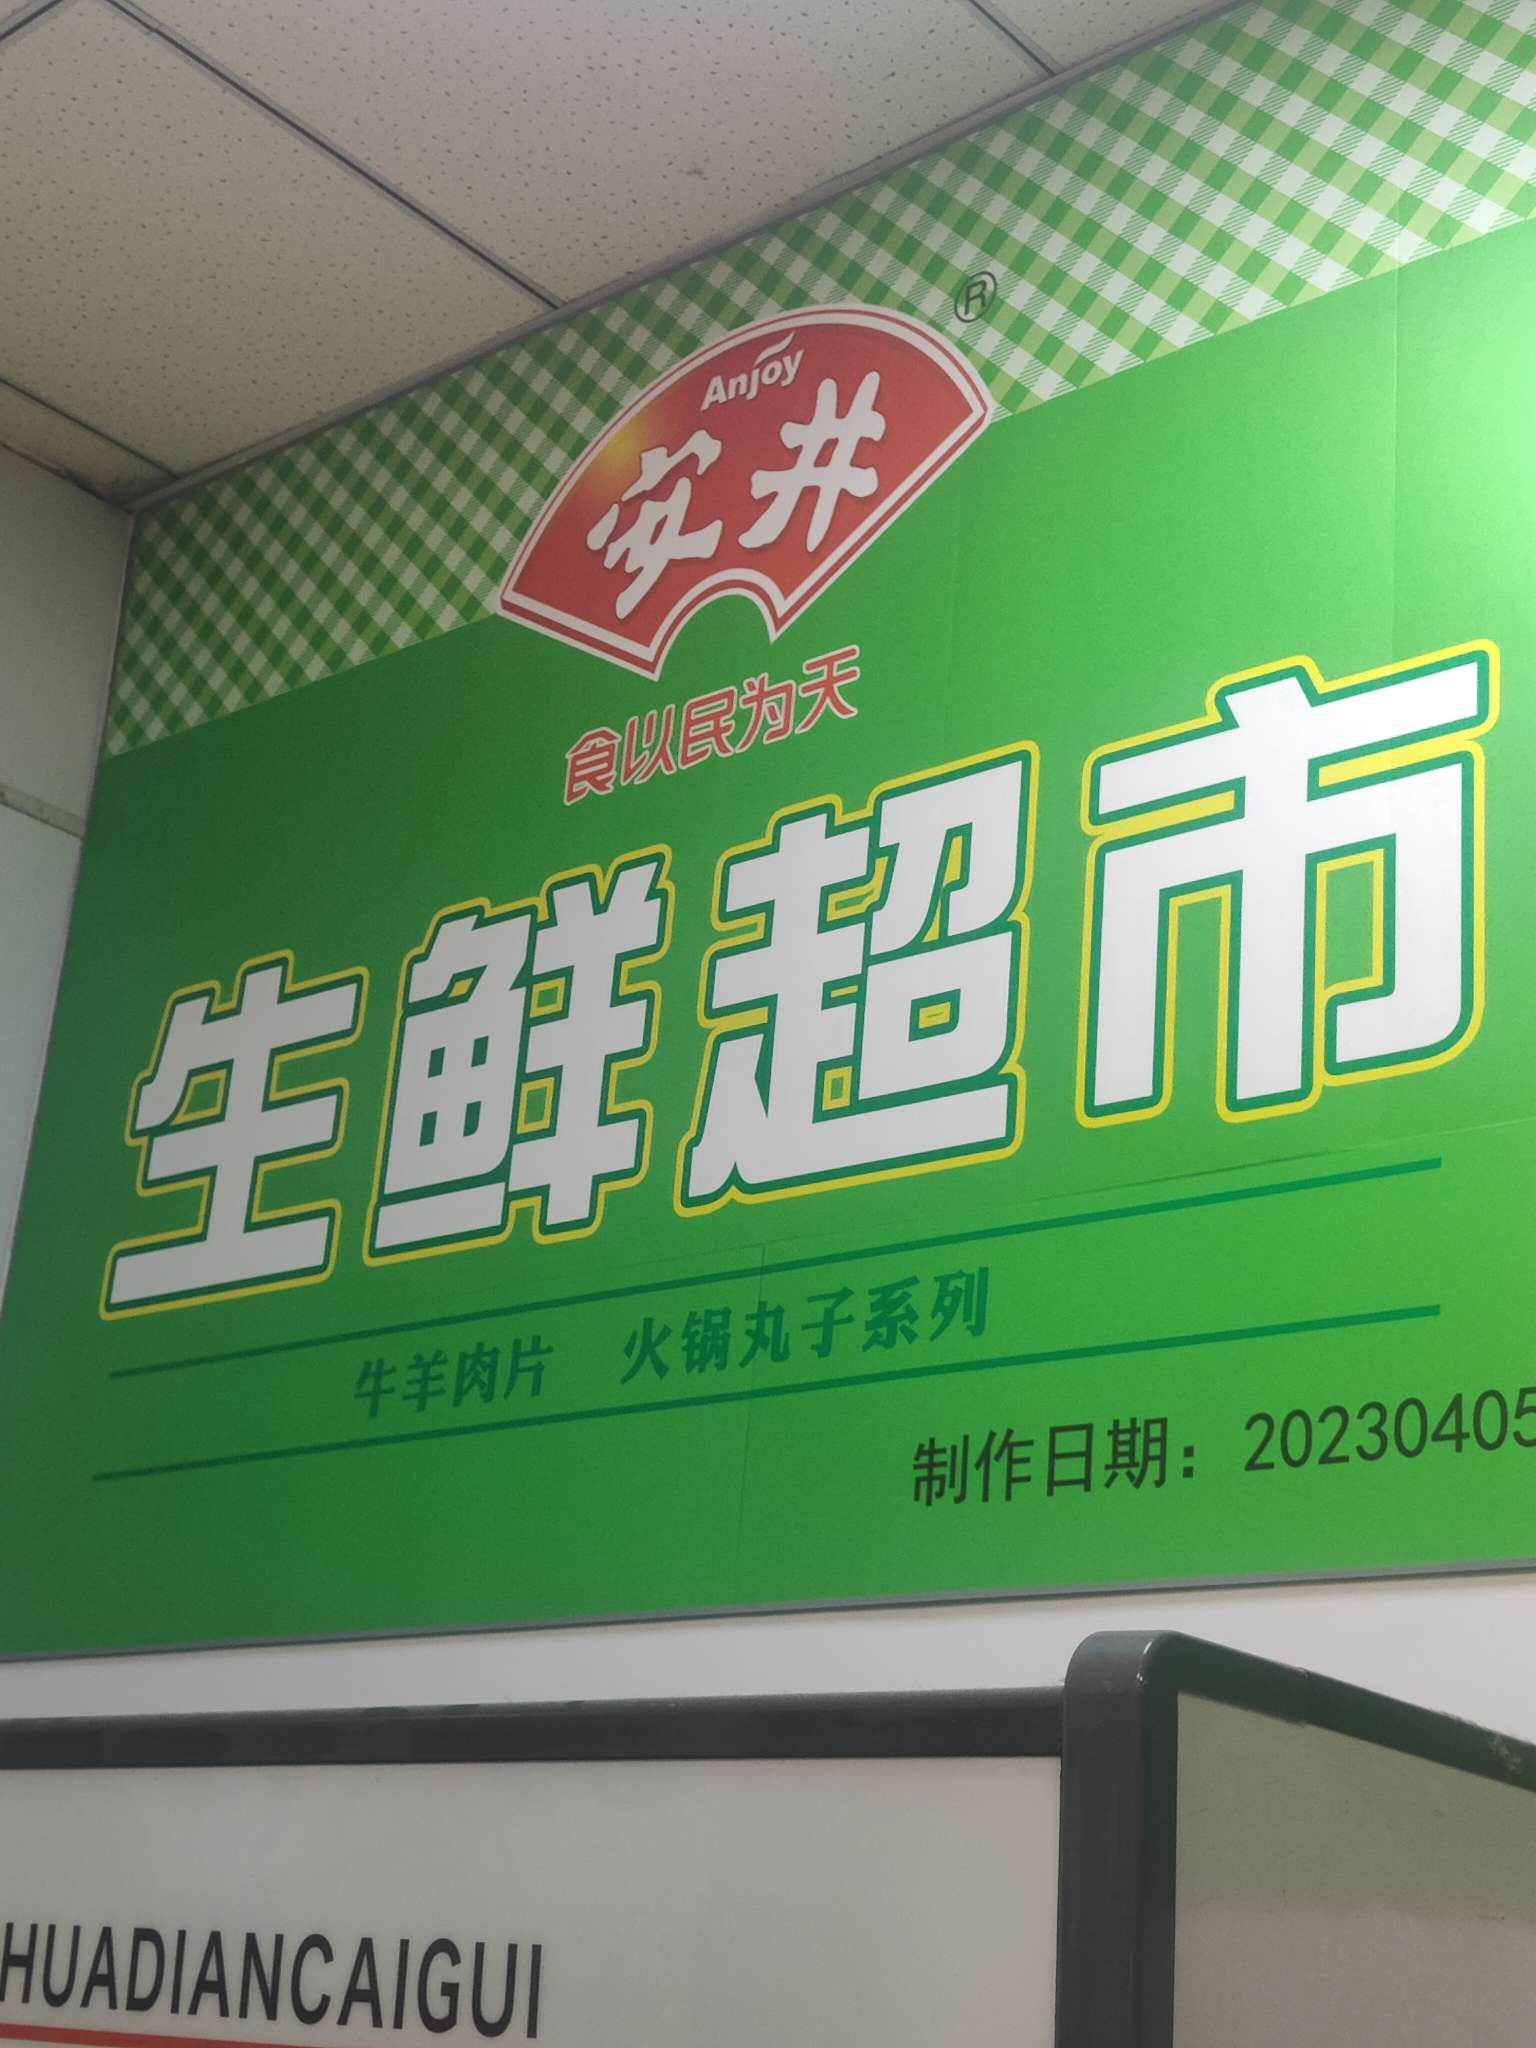 ®
Anjoy
安井
食以民为天
生鲜超市
牛羊肉片 火锅丸子系列
制作日期：20230405
HUADIANCAIGUI